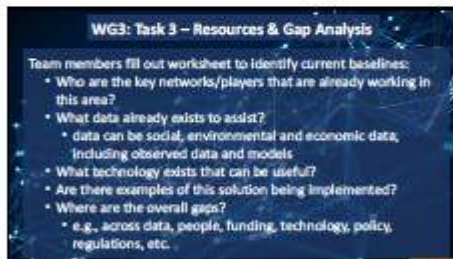 WG3: Task 3 – Resources & Gap Analysis
Team members fill out worksheet to identify current baselines:
• Who are the key networks/players that are already working in
this area?
• What data already exists to assist?
• data can be social, environmental and economic data,
including observed data and models
• What technology exists that can be useful?
• Are there examples of this solution being implemented?
• Where are the overall gaps?
• e.g., across data, people, funding, technology, policy,
regulations, etc.